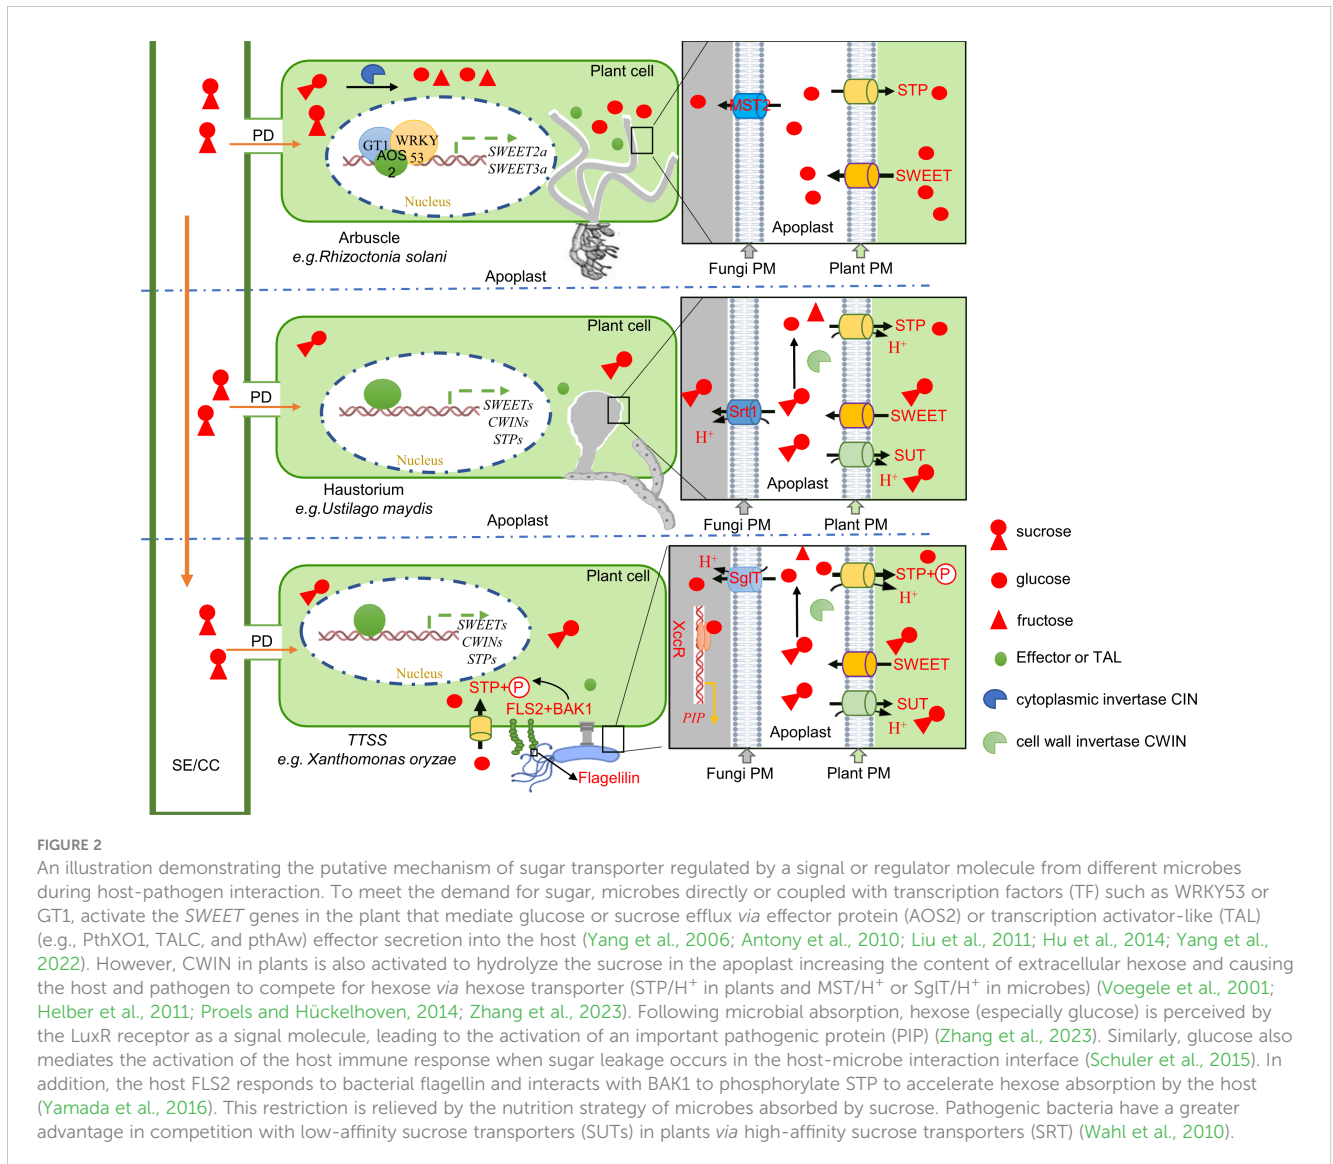 Plant cell
PD
GT1
WRKY
53
AOS
2
SWEET2a
SWEET3a
Nucleus
Arbuscle
e.g.Rhizoctonia solani
Apoplast
MST2
STP
SWEET
Apoplast
Fungi PM
Plant PM
Plant cell
PD
SWEETs
CWINs
STPs
Nucleus
Haustorium
e.g.Ustilago maydis
Apoplast
Srt1
H+
STP
H+
SWEET
SUT
H+
Apoplast
Fungi PM
Plant PM
Plant cell
PD
SWEETs
CWINs
STPs
Nucleus
STP+P
FLS2+BAK1
TTSS
e.g. Xanthomonas oryzae
Flagelilin
SE/CC
H+
SglT
XccR
PIP
STP+P
H+
SWEET
SUT
H+
Apoplast
Fungi PM
Plant PM
sucrose
glucose
fructose
Effector or TAL
cytoplasmic invertase CIN
cell wall invertase CWIN
FIGURE 2
An illustration demonstrating the putative mechanism of sugar transporter regulated by a signal or regulator molecule from different microbes
during host-pathogen interaction. To meet the demand for sugar, microbes directly or coupled with transcription factors (TF) such as WRKY53 or
GT1, activate the SWEET genes in the plant that mediate glucose or sucrose efflux via effector protein (AOS2) or transcription activator-like (TAL)
(e.g., PthXO1, TALC, and pthAw) effector secretion into the host (Yang et al., 2006; Antony et al., 2010; Liu et al., 2011; Hu et al., 2014; Yang et al.,
2022). However, CWIN in plants is also activated to hydrolyze the sucrose in the apoplast increasing the content of extracellular hexose and causing
the host and pathogen to compete for hexose via hexose transporter (STP/H+ in plants and MST/H+ or SglT/H+ in microbes) (Voegele et al., 2001;
Helber et al., 2011; Proels and Hückelhoven, 2014; Zhang et al., 2023). Following microbial absorption, hexose (especially glucose) is perceived by
the LuxR receptor as a signal molecule, leading to the activation of an important pathogenic protein (PIP) (Zhang et al., 2023). Similarly, glucose also
mediates the activation of the host immune response when sugar leakage occurs in the host-microbe interaction interface (Schuler et al., 2015). In
addition, the host FLS2 responds to bacterial flagellin and interacts with BAK1 to phosphorylate STP to accelerate hexose absorption by the host
(Yamada et al., 2016). This restriction is relieved by the nutrition strategy of microbes absorbed by sucrose. Pathogenic bacteria have a greater
advantage in competition with low-affinity sucrose transporters (SUTs) in plants via high-affinity sucrose transporters (SRT) (Wahl et al., 2010).